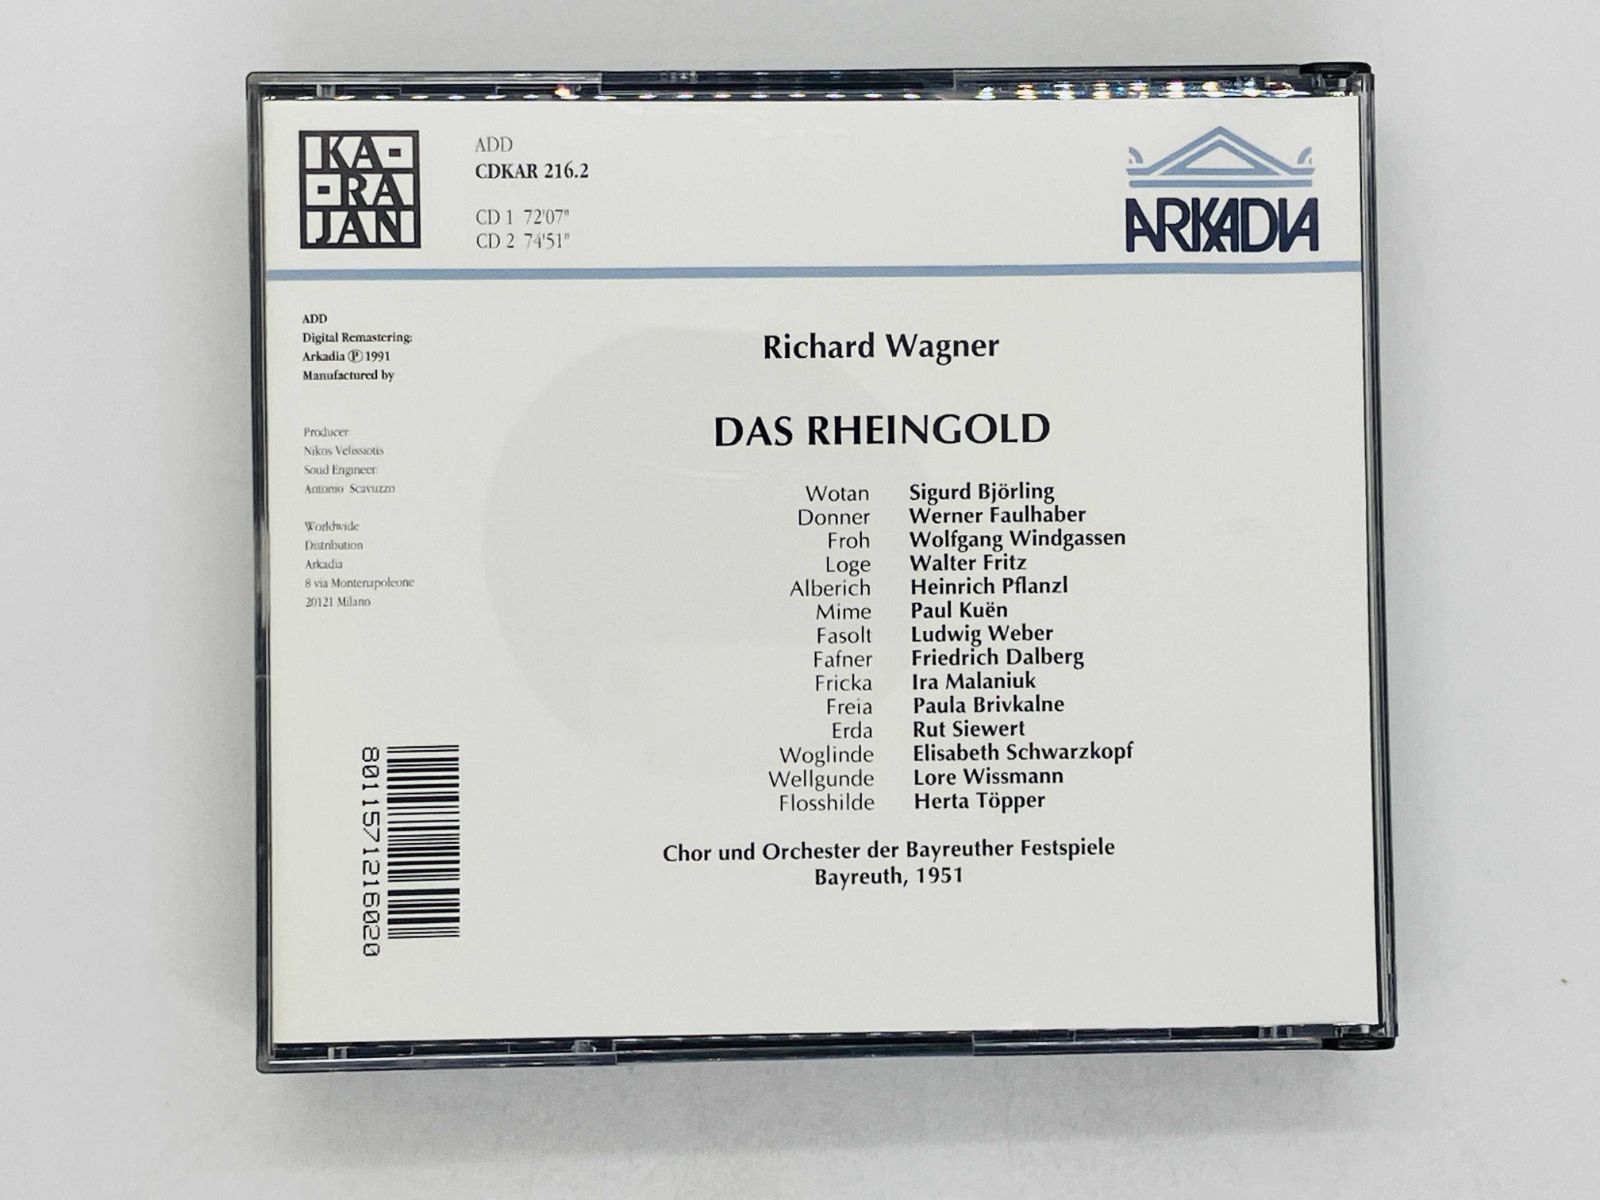 KA-
-RA
JAN
ADD
CDKAR 216.2
CD 1 72'07"
CD 2 74'51"
ARKADIA
ADD
Digital Remastering:
Arkadia Ⓟ 1991
Manufactured by
Producer:
Nikos Velissiotis
Soud Engineer:
Antonio Scavuzzo
Worldwide
Distribution
Arkadia
8 via Montenapoleone
20121 Milano
Richard Wagner
DAS RHEINGOLD
Wotan Sigurd Björling
Donner Werner Faulhaber
Froh Wolfgang Windgassen
Loge Walter Fritz
Alberich Heinrich Pflanzl
Mime Paul Kuën
Fasolt Ludwig Weber
Fafner Friedrich Dalberg
Fricka Ira Malaniuk
Freia Paula Brivkalne
Erda Rut Siewert
Woglinde Elisabeth Schwarzkopf
Wellgunde Lore Wissmann
Flosshilde Herta Töpper
Chor und Orchester der Bayreuther Festspiele
Bayreuth, 1951
8011571216020